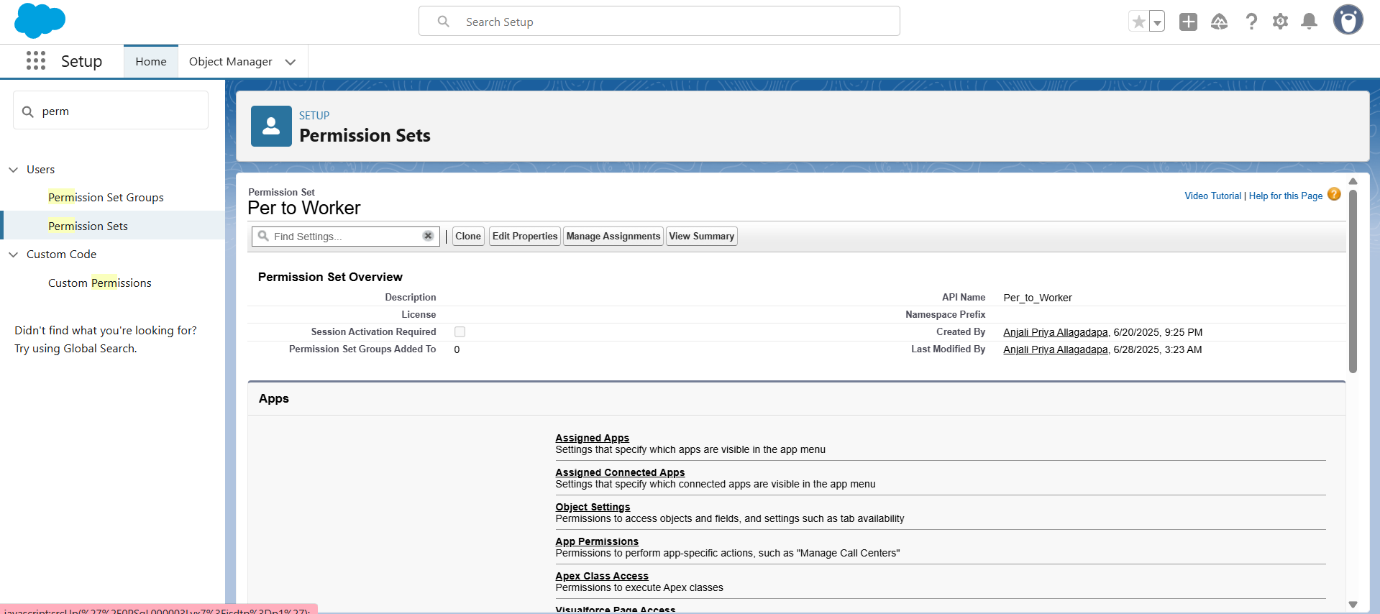 Search Setup
Setup
Home
Object Manager
perm
Users
Permission Set Groups
Permission Sets
Custom Code
Custom Permissions
Didn't find what you're looking for?
Try using Global Search.
SETUP
Permission Sets
Permission Set
Per to Worker
Video Tutorial | Help for this Page
Find Settings...
Clone
Edit Properties
Manage Assignments
View Summary
Permission Set Overview
Description
API Name Per_to_Worker
License
Namespace Prefix
Session Activation Required
Created By Anjali Priya Allagadapa, 6/20/2025, 9:25 PM
Permission Set Groups Added To 0
Last Modified By Anjali Priya Allagadapa, 6/28/2025, 3:23 AM
Apps
Assigned Apps
Settings that specify which apps are visible in the app menu
Assigned Connected Apps
Settings that specify which connected apps are visible in the app menu
Object Settings
Permissions to access objects and fields, and settings such as tab availability
App Permissions
Permissions to perform app-specific actions, such as "Manage Call Centers"
Apex Class Access
Permissions to execute Apex classes
Visualforce Page Access